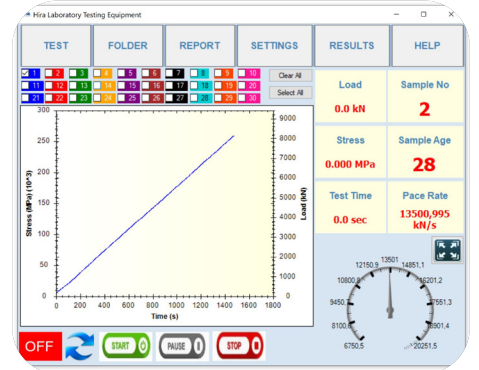 Hira Laboratory Testing Equipment
TEST FOLDER REPORT SETTINGS RESULTS HELP
1 2 3 4 5 6 7 8 9 10 Clear All
11 12 13 14 15 16 17 18 19 20 Select All
21 22 23 24 25 26 27 28 29 30
Load Sample No
0.0 kN 2
Stress Sample Age
0.000 MPa 28
Test Time Pace Rate
0.0 sec 13500,995
kN/s
Stress (MPa) (10^3)
300
250
200
150
100
50
0
9000
8000
7000
6000
5000
4000
3000
2000
1000
0
Load (kN)
0 200 400 600 800 1000 1200 1400 1600 1800
Time (s)
12150,9 13501 14851,1
10800,8 16201,2
9450,7 17551,3
8100,6 18901,4
6750,5 20251,5
OFF START PAUSE STOP